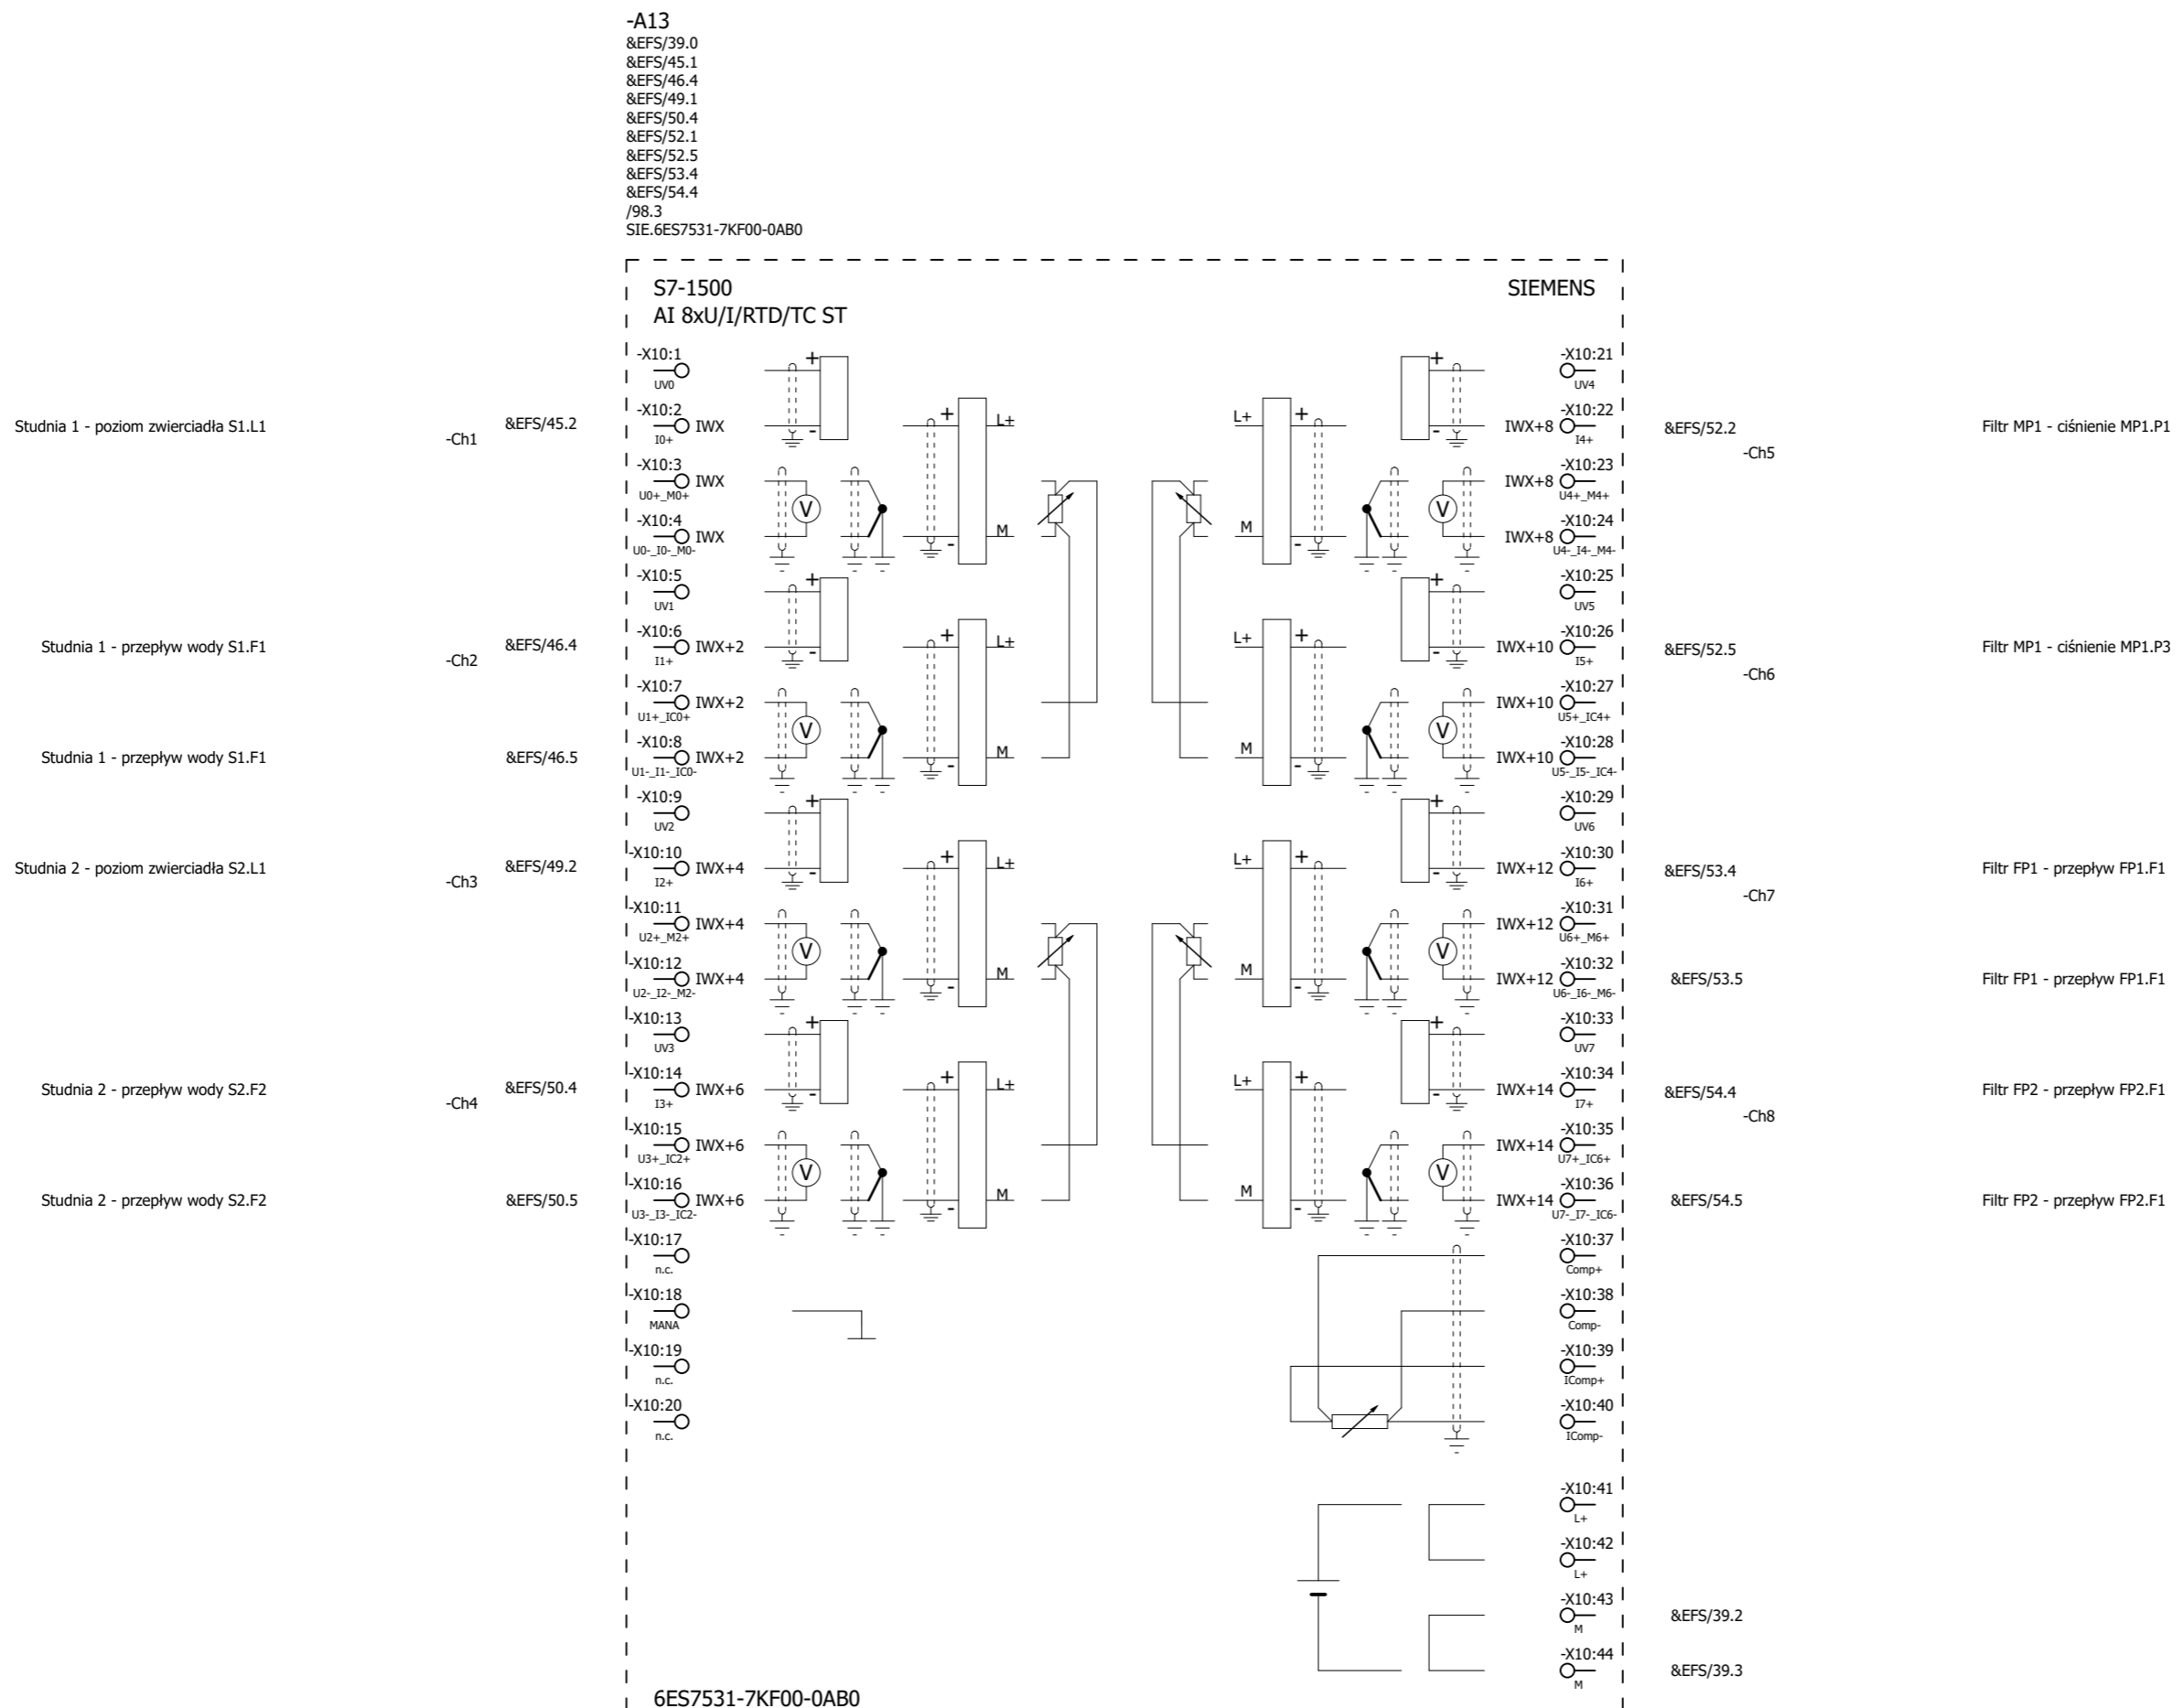 -A13
&EFS/39.0
&EFS/45.1
&EFS/46.4
&EFS/49.1
&EFS/50.4
&EFS/52.1
&EFS/52.5
&EFS/53.4
&EFS/54.4
/98.3
SIE.6ES7531-7KF00-0AB0
S7-1500 SIEMENS
AI 8xU/I/RTD/TC ST
-X10:1 + + -X10:21
UV0 UV4
Studnia 1 - poziom zwierciadła S1.L1 -Ch1 &EFS/45.2 -X10:2 IWX - + L+ L+ + - IWX+8 -X10:22 &EFS/52.2 -Ch5 Filtr MP1 - ciśnienie MP1.P1
I0+ I4+
-X10:3 IWX IWX+8 -X10:23
U0+_M0+ V V U4+_M4+
-X10:4 IWX - M M - IWX+8 -X10:24
U0-_I0-_M0- U4-_I4-_M4-
-X10:5 + + -X10:25
UV1 UV5
Studnia 1 - przepływ wody S1.F1 -Ch2 &EFS/46.4 -X10:6 IWX+2 - + L+ L+ + - IWX+10 -X10:26 &EFS/52.5 -Ch6 Filtr MP1 - ciśnienie MP1.P3
I1+ I5+
-X10:7 IWX+2 IWX+10 -X10:27
U1+_IC0+ V V U5+_IC4+
Studnia 1 - przepływ wody S1.F1 &EFS/46.5 -X10:8 IWX+2 - M M - IWX+10 -X10:28
U1-_I1-_IC0- U5-_I5-_IC4-
-X10:9 + + -X10:29
UV2 UV6
Studnia 2 - poziom zwierciadła S2.L1 -Ch3 &EFS/49.2 -X10:10 IWX+4 - + L+ L+ + - IWX+12 -X10:30 &EFS/53.4 -Ch7 Filtr FP1 - przepływ FP1.F1
I2+ I6+
-X10:11 IWX+4 IWX+12 -X10:31
U2+_M2+ V V U6+_M6+
-X10:12 IWX+4 - M M - IWX+12 -X10:32 &EFS/53.5 Filtr FP1 - przepływ FP1.F1
U2-_I2-_M2- U6-_I6-_M6-
-X10:13 + + -X10:33
UV3 UV7
Studnia 2 - przepływ wody S2.F2 -Ch4 &EFS/50.4 -X10:14 IWX+6 - + L+ L+ + - IWX+14 -X10:34 &EFS/54.4 -Ch8 Filtr FP2 - przepływ FP2.F1
I3+ I7+
-X10:15 IWX+6 IWX+14 -X10:35
U3+_IC2+ V V U7+_IC6+
Studnia 2 - przepływ wody S2.F2 &EFS/50.5 -X10:16 IWX+6 - M M - IWX+14 -X10:36 &EFS/54.5 Filtr FP2 - przepływ FP2.F1
U3-_I3-_IC2- U7-_I7-_IC6-
-X10:17 -X10:37
n.c. Comp+
-X10:18 -X10:38
MANA Comp-
-X10:19 -X10:39
n.c. IComp+
-X10:20 -X10:40
n.c. IComp-
-X10:41
L+
-X10:42
L+
-X10:43 &EFS/39.2
M
-X10:44 &EFS/39.3
M
6ES7531-7KF00-0AB0